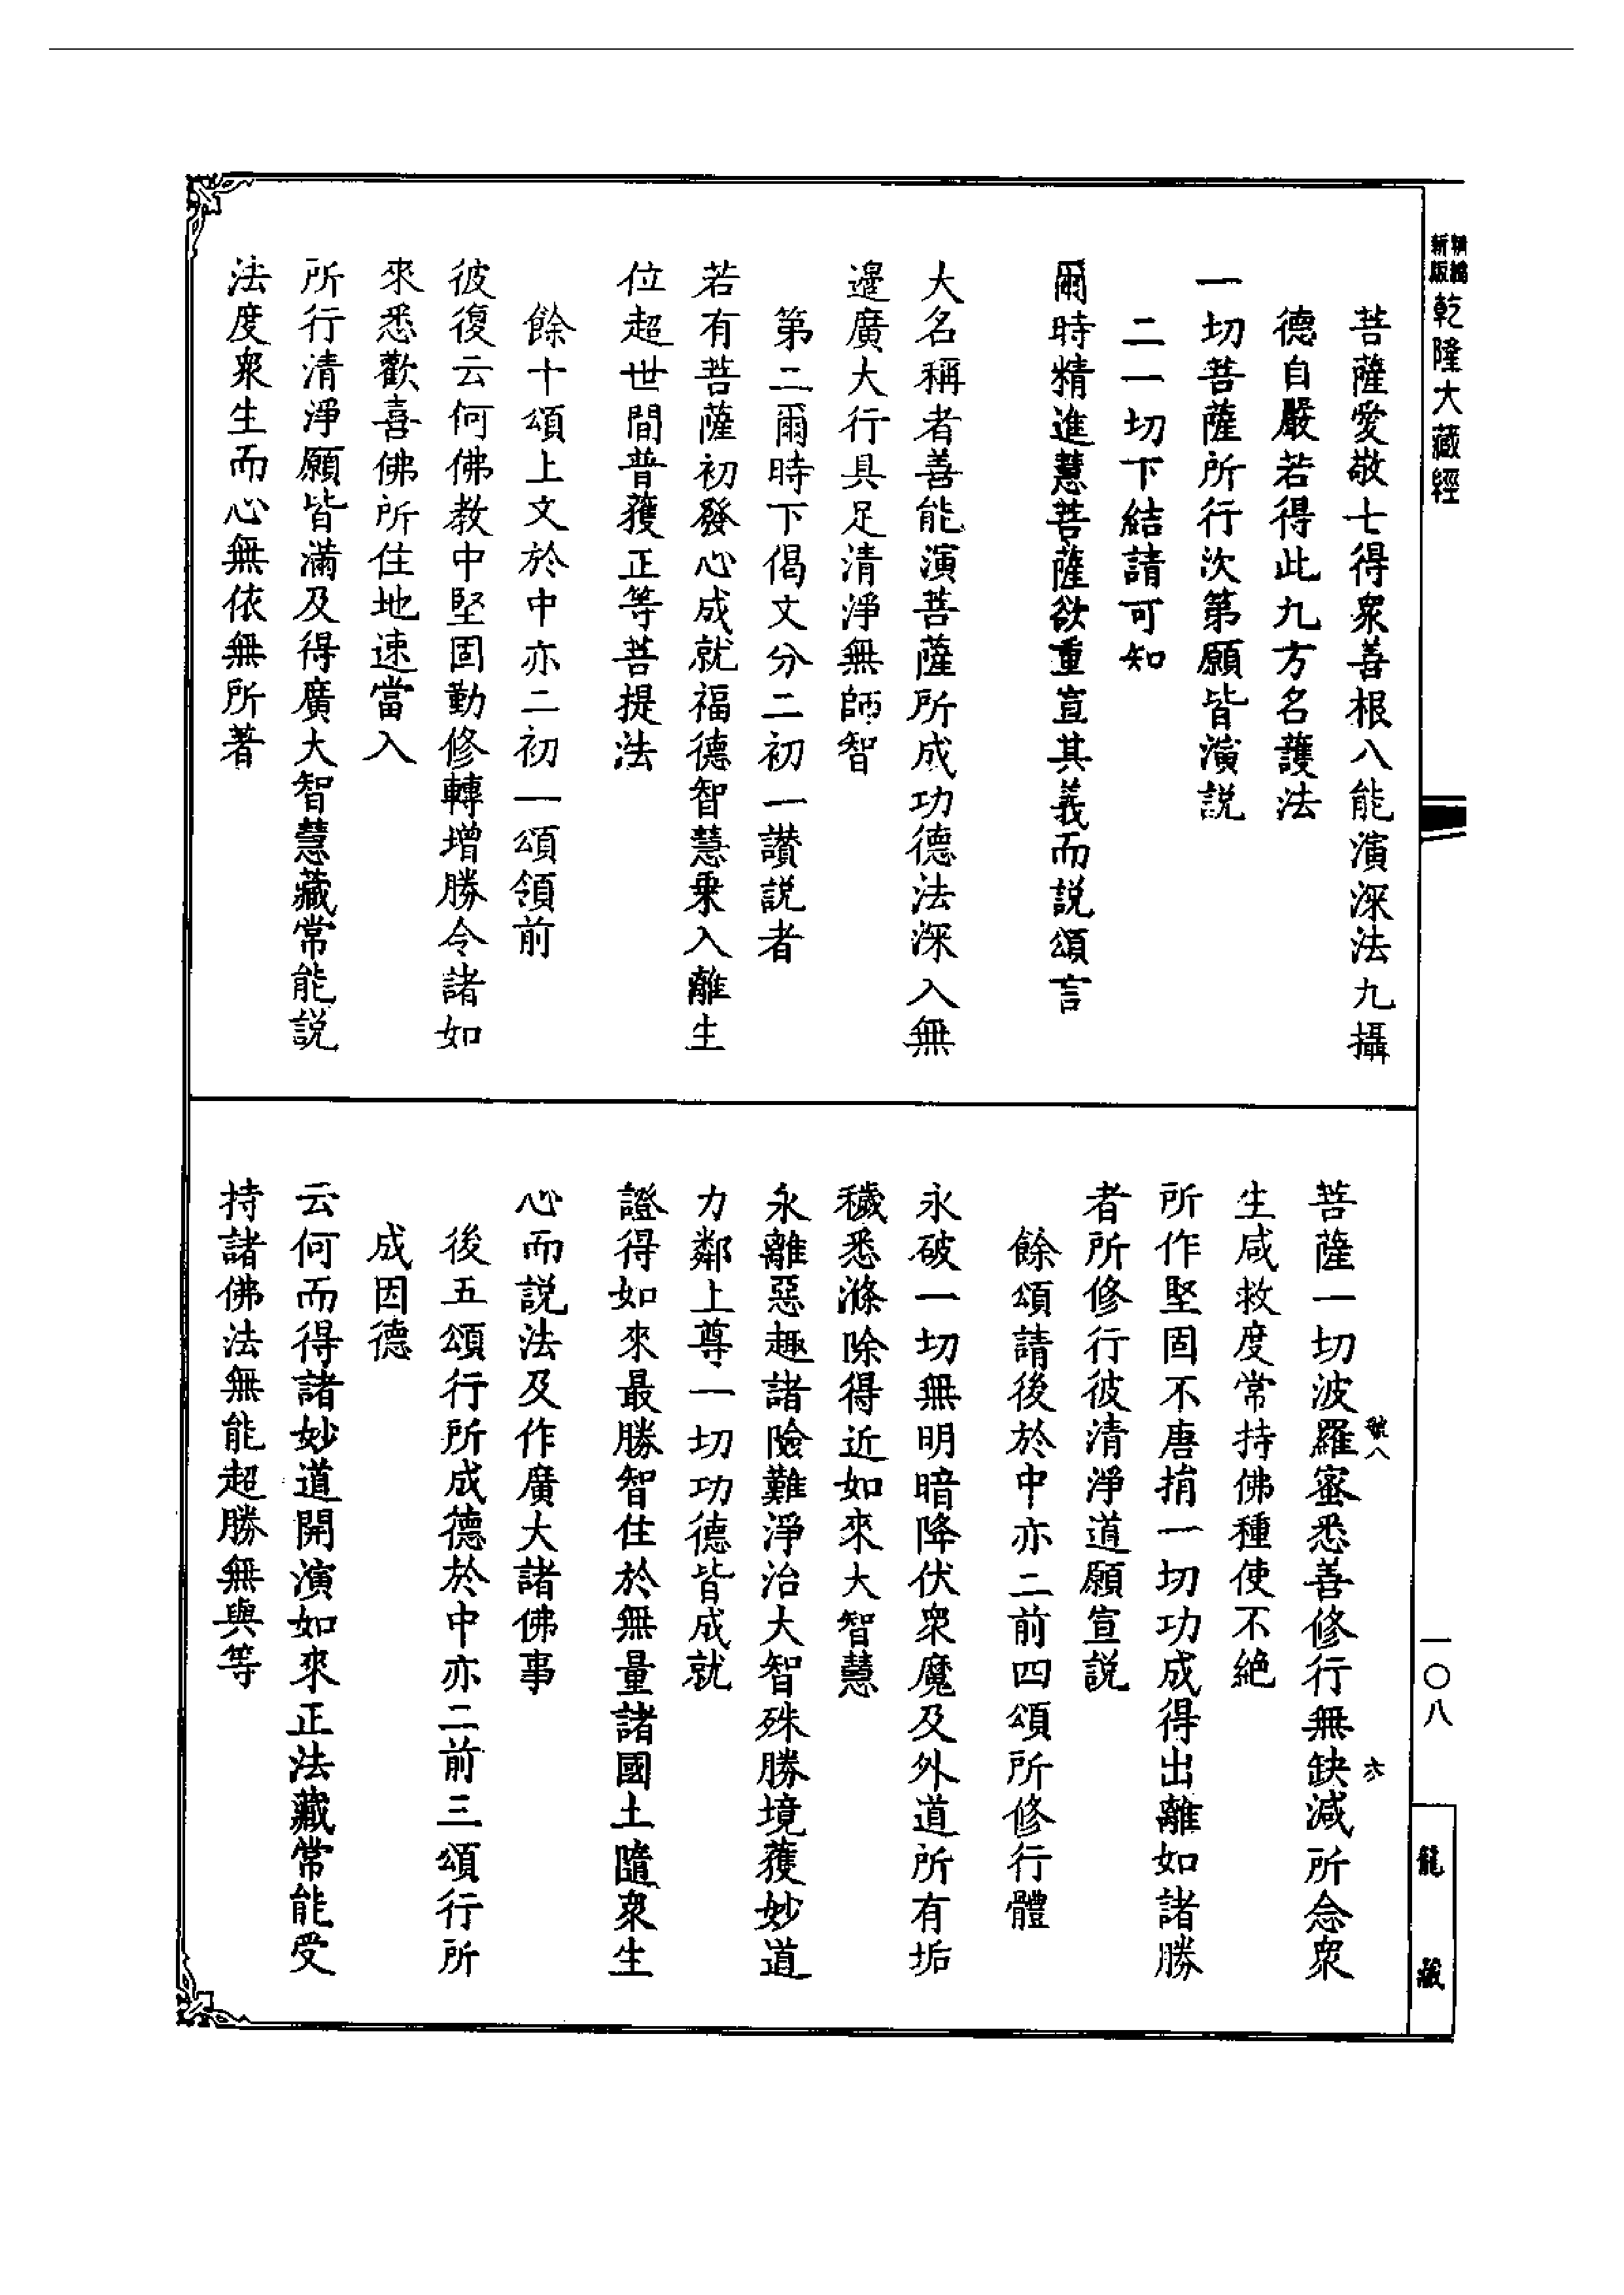 新版
精縮
乾隆大藏經
菩薩愛敬七得衆善根八能演深法九攝
德自嚴若得此九方名護法
一切菩薩所行次第願皆演説
二一切下結請可知
爾時精進慧菩薩欲重宣其義而説頌言
大名稱者善能演菩薩所成功德法深入無
邊廣大行具足清淨無師智
第二爾時下偈文分二初一讃説者
若有菩薩初發心成就福德智慧乗入離生
位超世間普獲正等菩提法
餘十頌上文於中亦二初一頌領前
彼復云何佛教中堅固勤修轉增勝令諸如
來悉歡喜佛所住地速當入
所行清淨願皆滿及得廣大智慧藏常能説
法度衆生而心無依無所著
號八
六
菩薩一切波羅蜜悉善修行無缺減所念衆
生咸救度常持佛種使不絶
所作堅固不唐捐一切功成得出離如諸勝
者所修行彼清淨道願宣説
餘頌請後於中亦二前四頌所修行體
永破一切無明暗降伏衆魔及外道所有垢
穢悉滌除得近如來大智慧
永離惡趣諸險難淨治大智殊勝境獲妙道
力鄰上尊一切功德皆成就
證得如來最勝智住於無量諸國土隨衆生
心而説法及作廣大諸佛事
後五頌行所成德於中亦二前三頌行所
成因德
云何而得諸妙道開演如來正法藏常能受
持諸佛法無能超勝無與等
一〇八
龍藏